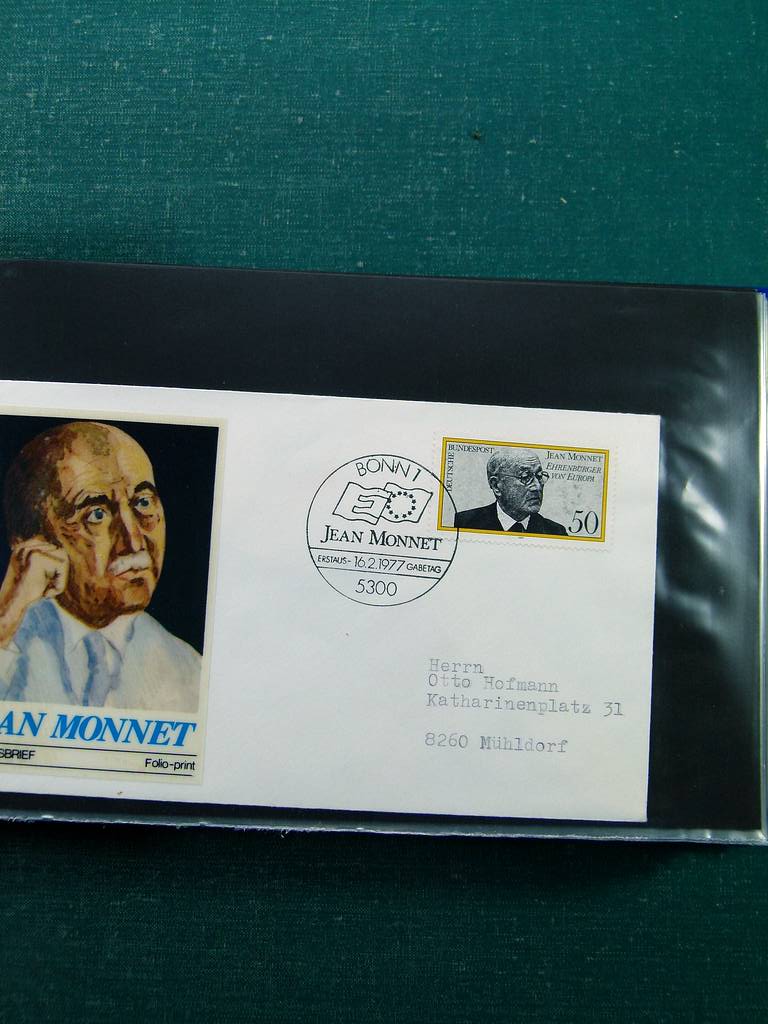 BONN 1
JEAN MONNET
ERSTAUS- 16.2.1977 GABETAG
5300
DEUTSCHE BUNDESPOST
JEAN MONNET
EHRENBÜRGER
VON EUROPA
50
Herrn
Otto Hofmann
Katharinenplatz 31
8260 Mühldorf
AN MONNET
SBRIEF
Folio-print